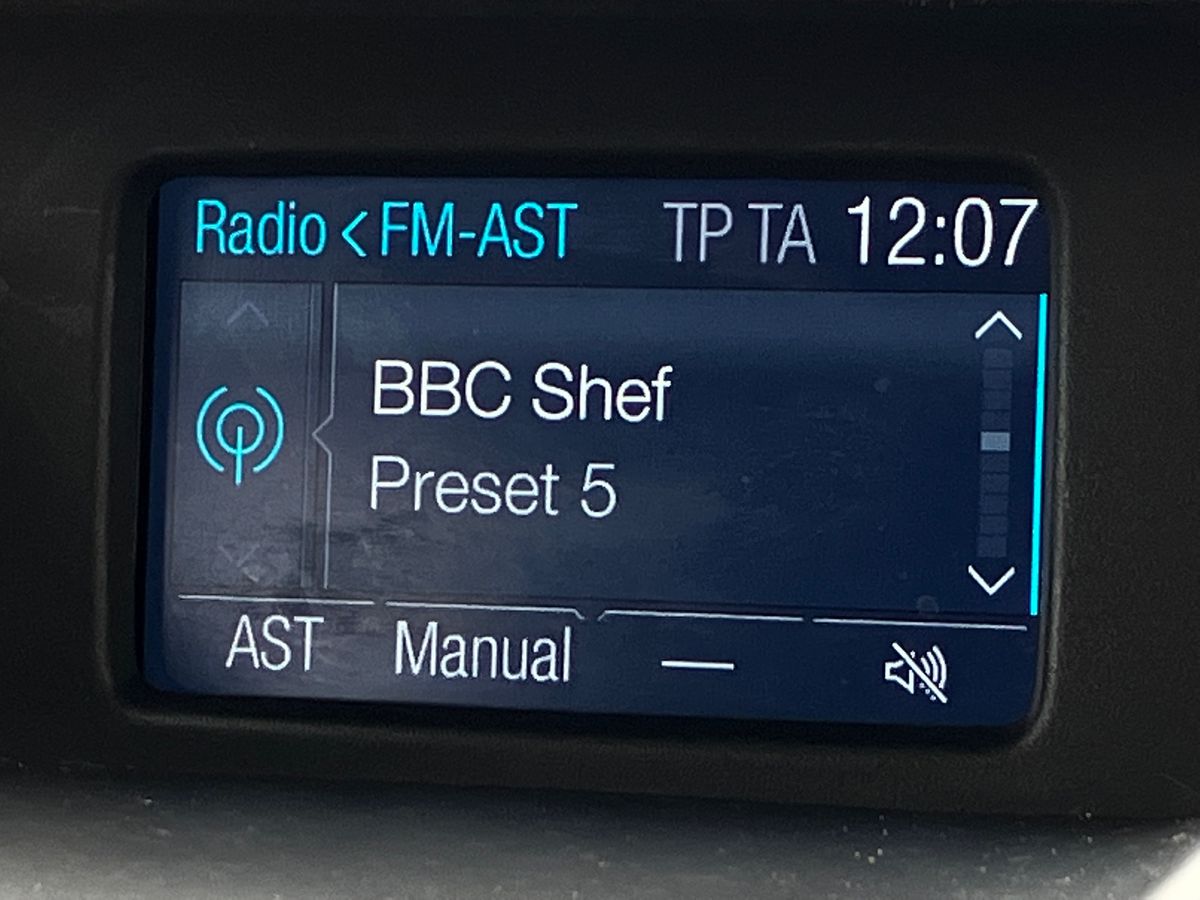 Radio <FM-AST TP TA 12:07
BBC Shef
Preset 5
AST Manual —